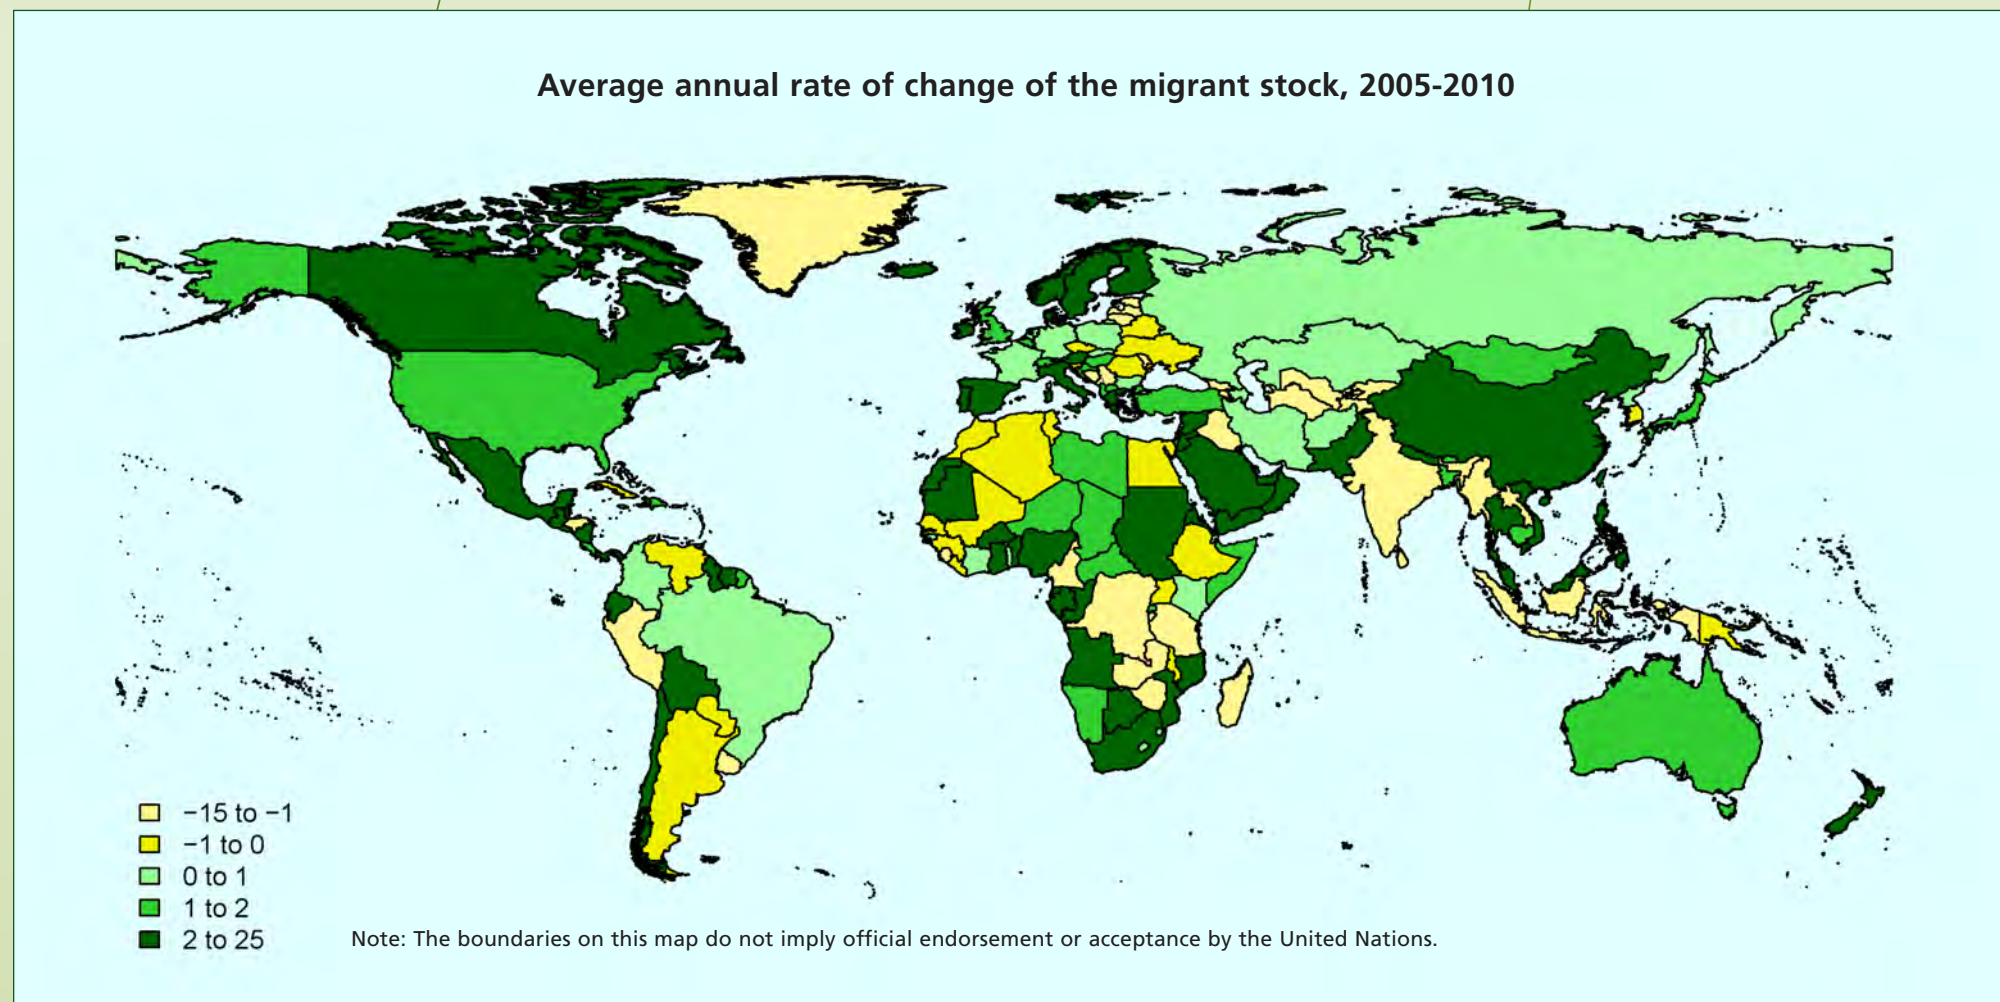 Average annual rate of change of the migrant stock, 2005-2010
−15 to −1
−1 to 0
0 to 1
1 to 2
2 to 25
Note: The boundaries on this map do not imply official endorsement or acceptance by the United Nations.